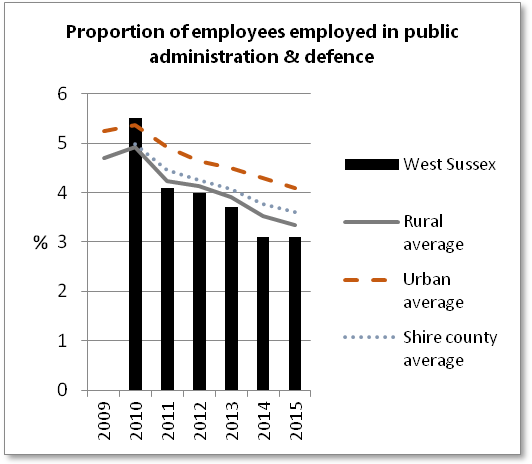 Proportion of employees employed in public
administration & defence
6
5
4
3
2
1
0
%
2009
2010
2011
2012
2013
2014
2015
West Sussex
Rural
average
Urban
average
Shire county
average